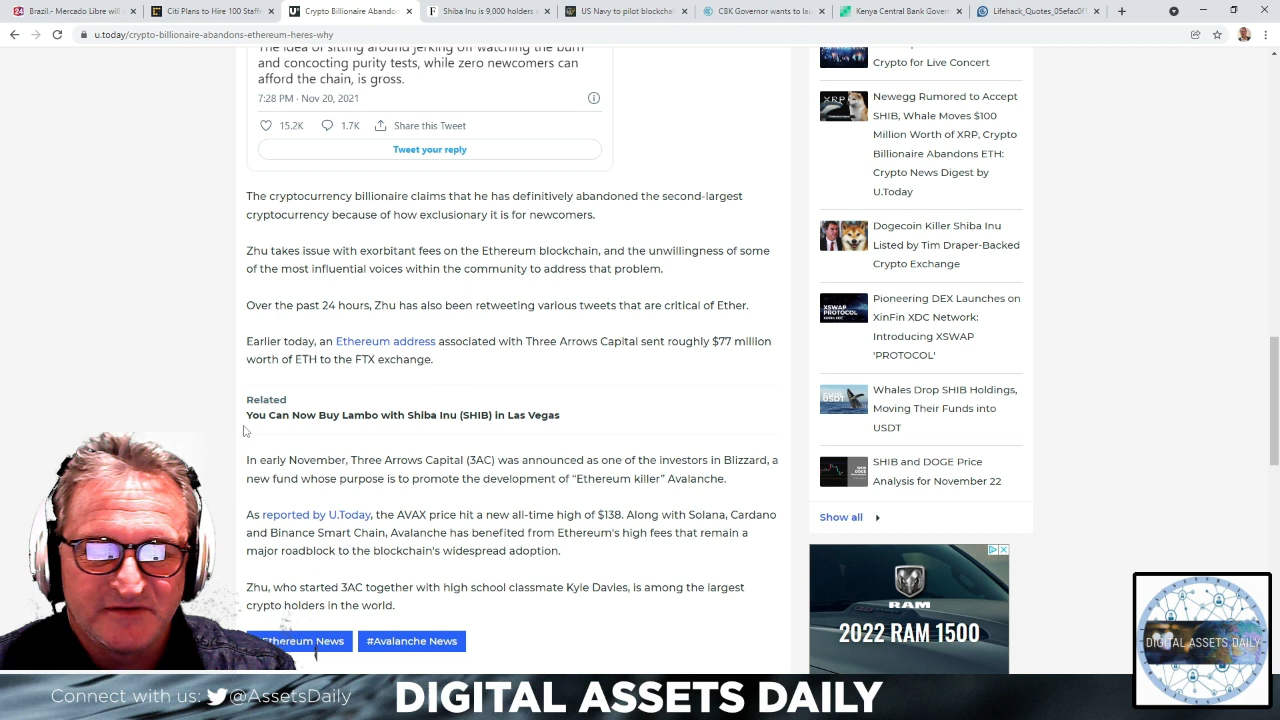 Brazil.- Mercado
Citi Plans to Hire 100 Staff
Crypto Billionaire Abando
Shiba Inu is 9,000 holders
US Navy to Study blockchai
CBK Governor wants to lau
Kenya Central Bank Govern
Lifehack_Quotes_05efac0f
u.today/crypto-billionaire-abandons-ethereum-heres-why
The idea of sitting around jerking off watching the burn
and concocting purity tests, while zero newcomers can
afford the chain, is gross.
7:28 PM · Nov 20, 2021
15.2K 1.7K Share this Tweet
Tweet your reply
The cryptocurrency billionaire claims that he has definitively abandoned the second-largest
cryptocurrency because of how exclusionary it is for newcomers.
Zhu takes issue with exorbitant fees on the Ethereum blockchain, and the unwillingness of some
of the most influential voices within the community to address that problem.
Over the past 24 hours, Zhu has also been retweeting various tweets that are critical of Ether.
Earlier today, an Ethereum address associated with Three Arrows Capital sent roughly $77 million
worth of ETH to the FTX exchange.
Related
You Can Now Buy Lambo with Shiba Inu (SHIB) in Las Vegas
In early November, Three Arrows Capital (3AC) was announced as one of the investors in Blizzard, a
new fund whose purpose is to promote the development of “Ethereum killer” Avalanche.
As reported by U.Today, the AVAX price hit a new all-time high of $138. Along with Solana, Cardano
and Binance Smart Chain, Avalanche has benefited from Ethereum's high fees that remain a
major roadblock to the blockchain's widespread adoption.
Zhu, who started 3AC together with high school classmate Kyle Davies, is among the largest
crypto holders in the world.
Ethereum News #Avalanche News
Crypto for Live Concert
XRP
Newegg Rumored to Accept
SHIB, Whale Moves $100
Million Worth of XRP, Crypto
Billionaire Abandons ETH:
Crypto News Digest by
U.Today
Dogecoin Killer Shiba Inu
Listed by Tim Draper-Backed
Crypto Exchange
XSWAP
PROTOCOL
Pioneering DEX Launches on
XinFin XDC Network:
Introducing XSWAP
'PROTOCOL'
Whales Drop SHIB Holdings,
Moving Their Funds into
USDT
SHIB and DOGE Price
Analysis for November 22
Show all
RAM
2022 RAM 1500
DIGITAL ASSETS DAILY
Connect with us: @AssetsDaily
DIGITAL ASSETS DAILY